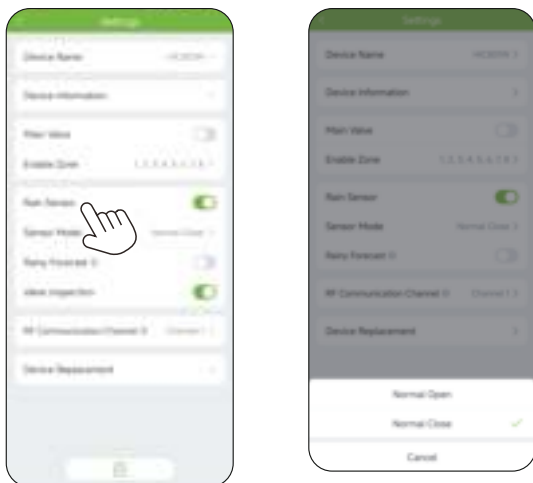 Settings
Device Name
Device Information
Main Valve
Enable Zone
Rain Sensor
Sensor Mode
Normal Close
Rainy Forecast
Valve Inspection
RF Communication Channel
Channel 1
Device Replacement
Settings
Device Name
Device Information
Main Valve
Enable Zone
Rain Sensor
Sensor Mode
Normal Close
Rainy Forecast
RF Communication Channel
Channel 1
Device Replacement
Normal Open
Normal Close
Cancel